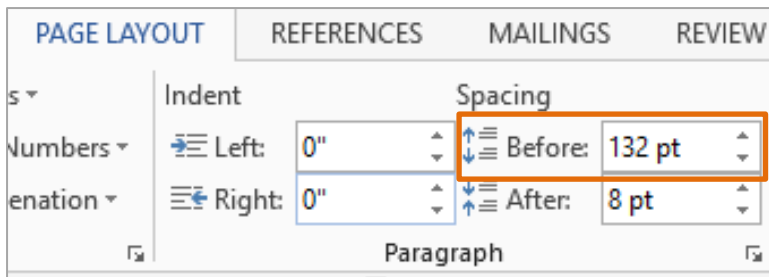 PAGE LAYOUT REFERENCES MAILINGS REVIEW
Indent Spacing
Left: 0" Before: 132 pt
Numbers
Right: 0" After: 8 pt
enation
Paragraph